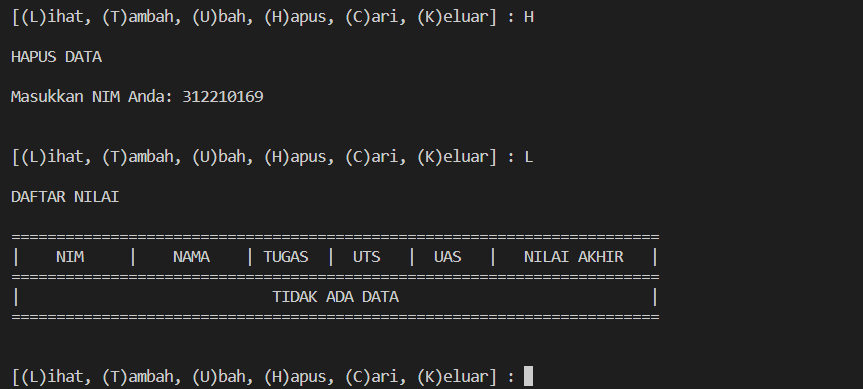 [(L)ihat, (T)ambah, (U)bah, (H)apus, (C)ari, (K)eluar] : H
HAPUS DATA
Masukkan NIM Anda: 312210169
[(L)ihat, (T)ambah, (U)bah, (H)apus, (C)ari, (K)eluar] : L
DAFTAR NILAI
========================================================================
|    NIM     |    NAMA    | TUGAS  |  UTS   |  UAS   |   NILAI AKHIR   |
========================================================================
|                            TIDAK ADA DATA                            |
========================================================================
[(L)ihat, (T)ambah, (U)bah, (H)apus, (C)ari, (K)eluar] :